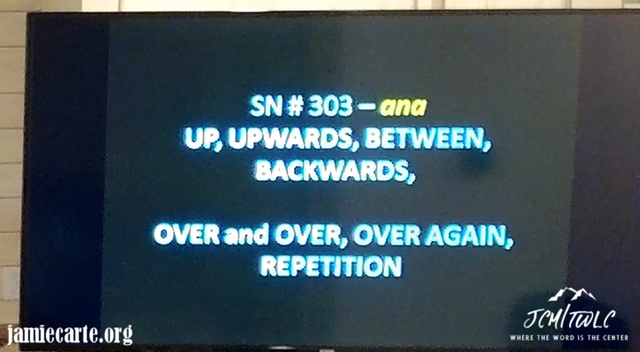 SN # 303 – ana
UP, UPWARDS, BETWEEN,
BACKWARDS,
OVER and OVER, OVER AGAIN,
REPETITION
jamiecarte.org
JCM/TWLC
WHERE THE WORD IS THE CENTER